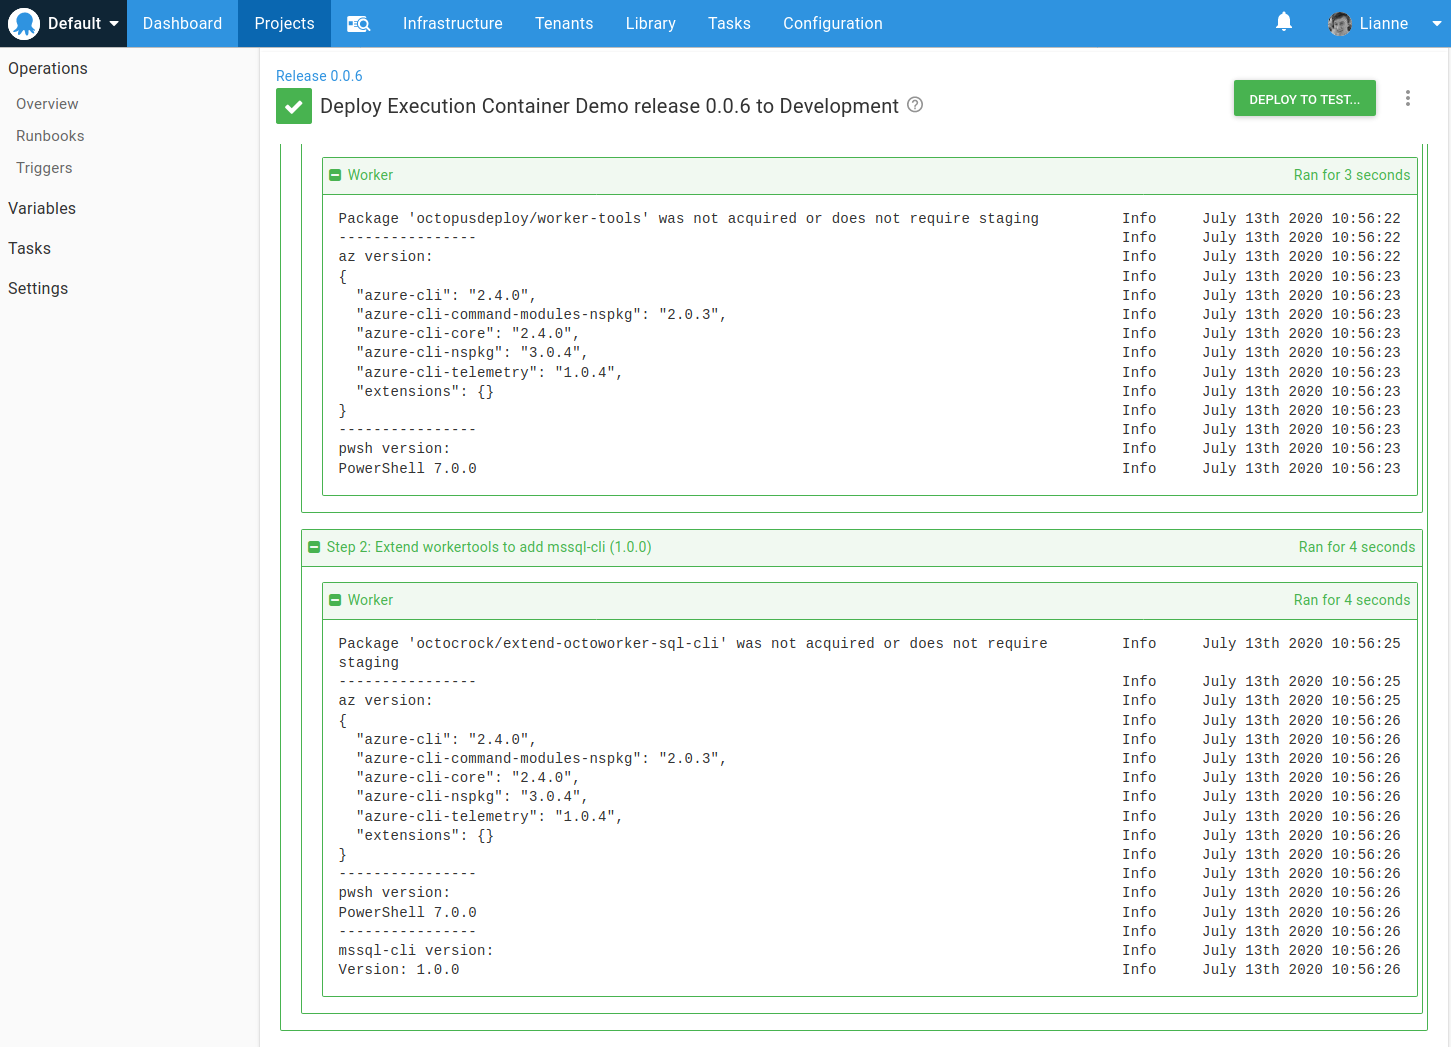 Default Dashboard Projects Infrastructure Tenants Library Tasks Configuration Lianne
Operations
Overview
Runbooks
Triggers
Variables
Tasks
Settings
Release 0.0.6
Deploy Execution Container Demo release 0.0.6 to Development ?
DEPLOY TO TEST...
Worker Ran for 3 seconds
Package 'octopusdeploy/worker-tools' was not acquired or does not require staging Info July 13th 2020 10:56:22
---------------- Info July 13th 2020 10:56:22
az version: Info July 13th 2020 10:56:22
{ Info July 13th 2020 10:56:23
"azure-cli": "2.4.0", Info July 13th 2020 10:56:23
"azure-cli-command-modules-nspkg": "2.0.3", Info July 13th 2020 10:56:23
"azure-cli-core": "2.4.0", Info July 13th 2020 10:56:23
"azure-cli-nspkg": "3.0.4", Info July 13th 2020 10:56:23
"azure-cli-telemetry": "1.0.4", Info July 13th 2020 10:56:23
"extensions": {} Info July 13th 2020 10:56:23
} Info July 13th 2020 10:56:23
---------------- Info July 13th 2020 10:56:23
pwsh version: Info July 13th 2020 10:56:23
PowerShell 7.0.0 Info July 13th 2020 10:56:23
Step 2: Extend workertools to add mssql-cli (1.0.0) Ran for 4 seconds
Worker Ran for 4 seconds
Package 'octocrock/extend-octoworker-sql-cli' was not acquired or does not require Info July 13th 2020 10:56:25
staging
---------------- Info July 13th 2020 10:56:25
az version: Info July 13th 2020 10:56:25
{ Info July 13th 2020 10:56:26
"azure-cli": "2.4.0", Info July 13th 2020 10:56:26
"azure-cli-command-modules-nspkg": "2.0.3", Info July 13th 2020 10:56:26
"azure-cli-core": "2.4.0", Info July 13th 2020 10:56:26
"azure-cli-nspkg": "3.0.4", Info July 13th 2020 10:56:26
"azure-cli-telemetry": "1.0.4", Info July 13th 2020 10:56:26
"extensions": {} Info July 13th 2020 10:56:26
} Info July 13th 2020 10:56:26
---------------- Info July 13th 2020 10:56:26
pwsh version: Info July 13th 2020 10:56:26
PowerShell 7.0.0 Info July 13th 2020 10:56:26
---------------- Info July 13th 2020 10:56:26
mssql-cli version: Info July 13th 2020 10:56:26
Version: 1.0.0 Info July 13th 2020 10:56:26